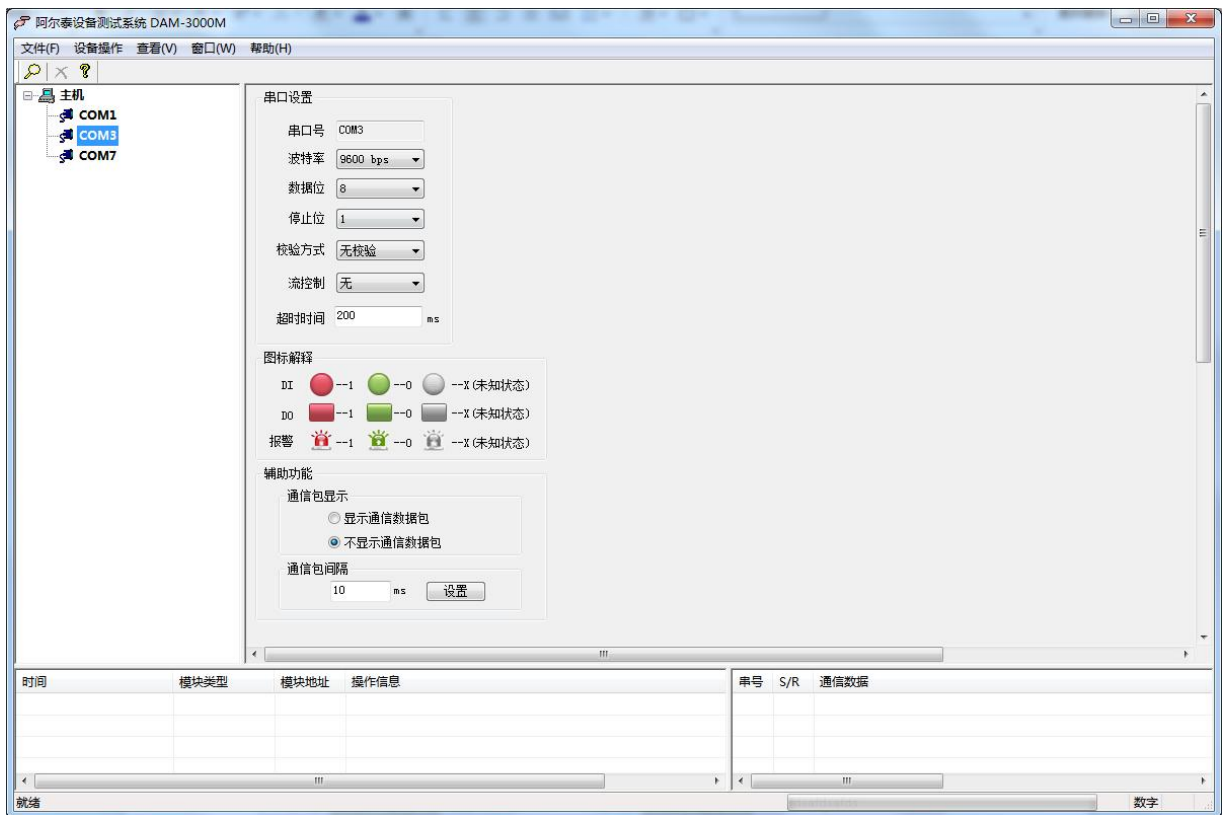 阿尔泰设备测试系统 DAM-3000M
文件(F) 设备操作 查看(V) 窗口(W) 帮助(H)
主机
COM1
COM3
COM7
串口设置
串口号 COM3
波特率 9600 bps
数据位 8
停止位 1
校验方式 无校验
流控制 无
超时时间 200 ms
图标解释
DI --1 --0 --X(未知状态)
DO --1 --0 --X(未知状态)
报警 --1 --0 --X(未知状态)
辅助功能
通信包显示
显示通信数据包
不显示通信数据包
通信包间隔
10 ms 设置
时间 模块类型 模块地址 操作信息
串号 S/R 通信数据
就绪 数字